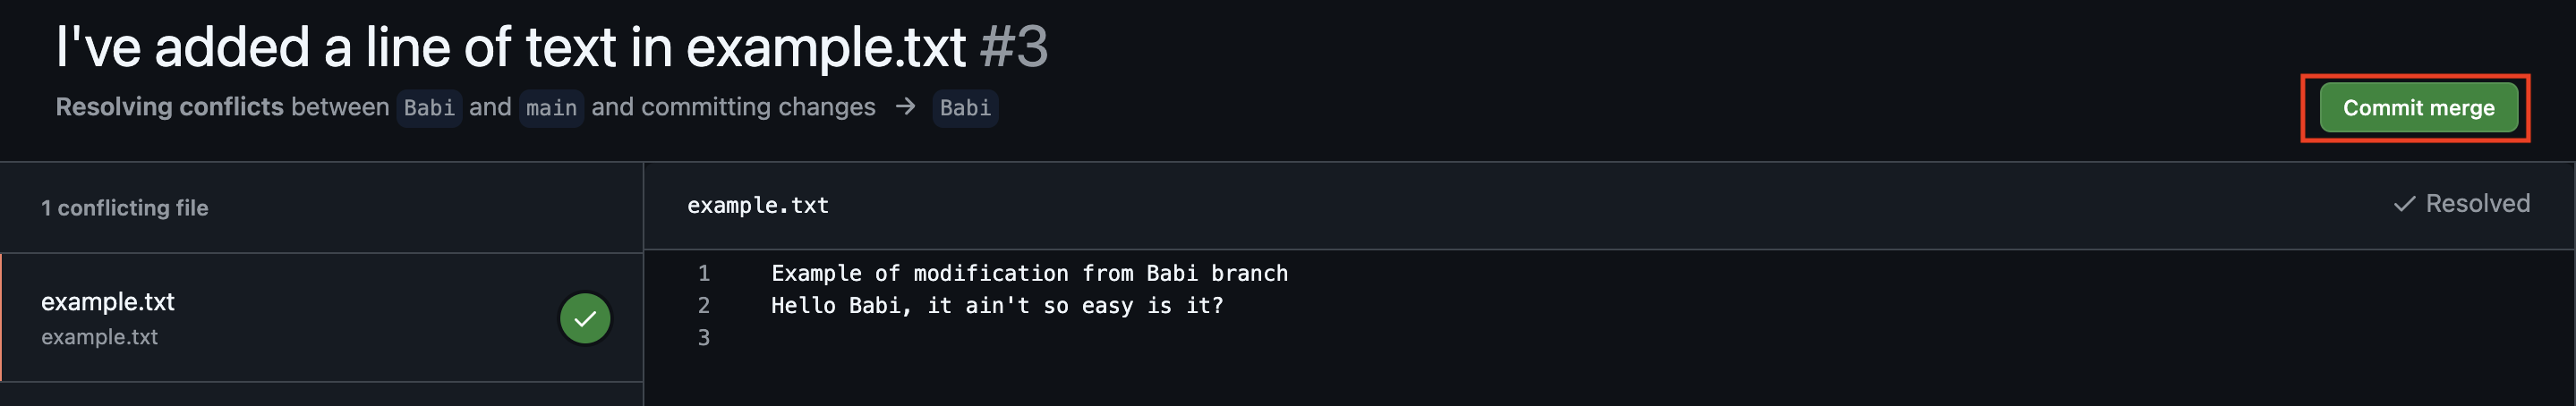 I've added a line of text in example.txt #3
Resolving conflicts between Babi and main and committing changes → Babi
Commit merge
1 conflicting file
example.txt
example.txt
example.txt
✓ Resolved
1 Example of modification from Babi branch
2 Hello Babi, it ain't so easy is it?
3